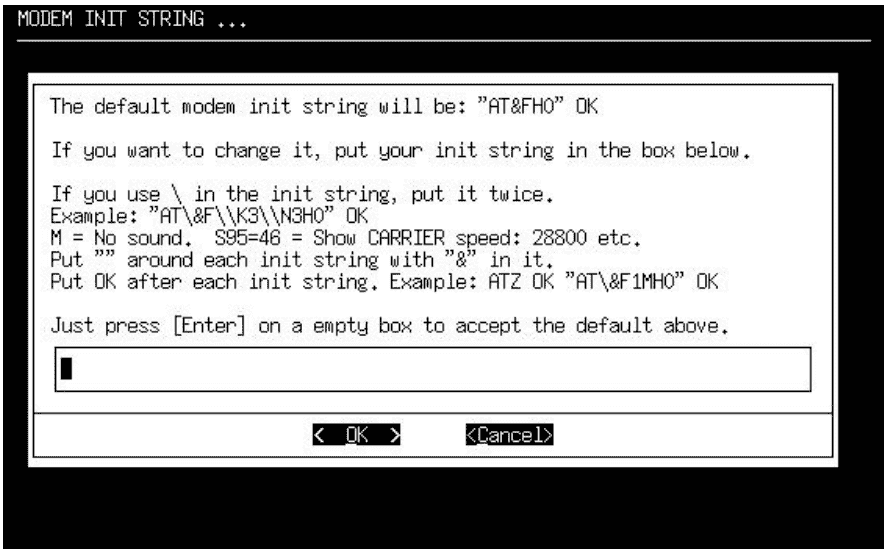 MODEM INIT STRING ...
The default modem init string will be: "AT&FH0" OK
If you want to change it, put your init string in the box below.
If you use \ in the init string, put it twice.
Example: "AT\&F\\K3\\N3H0" OK
M = No sound.  S95=46 = Show CARRIER speed: 28800 etc.
Put "" around each init string with "&" in it.
Put OK after each init string. Example: ATZ OK "AT\&F1MH0" OK
Just press [Enter] on a empty box to accept the default above.
<  OK  >  <Cancel>